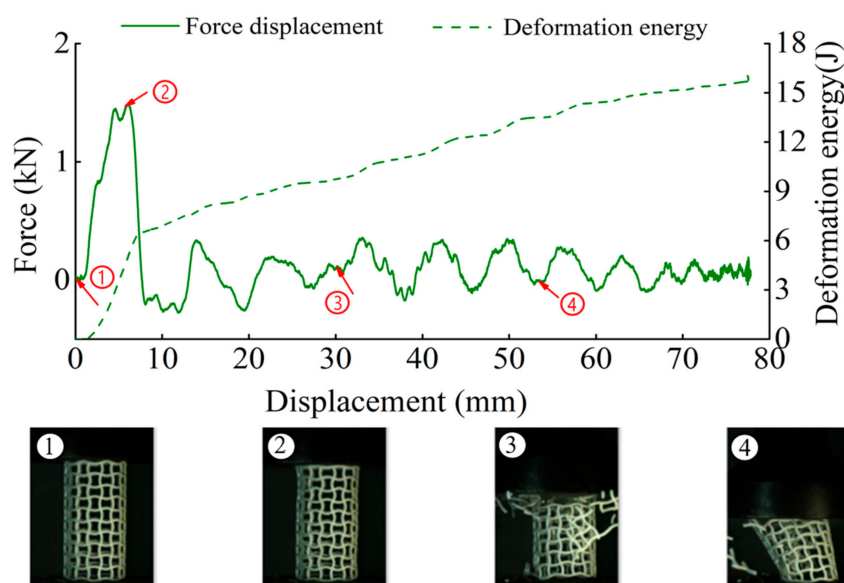 Force displacement Deformation energy
2 18
15
② 12
1 9
6
① ③ ④
0 3
0
Force (kN)
Deformation energy(J)
0 10 20 30 40 50 60 70 80
Displacement (mm)
1 2 3 4